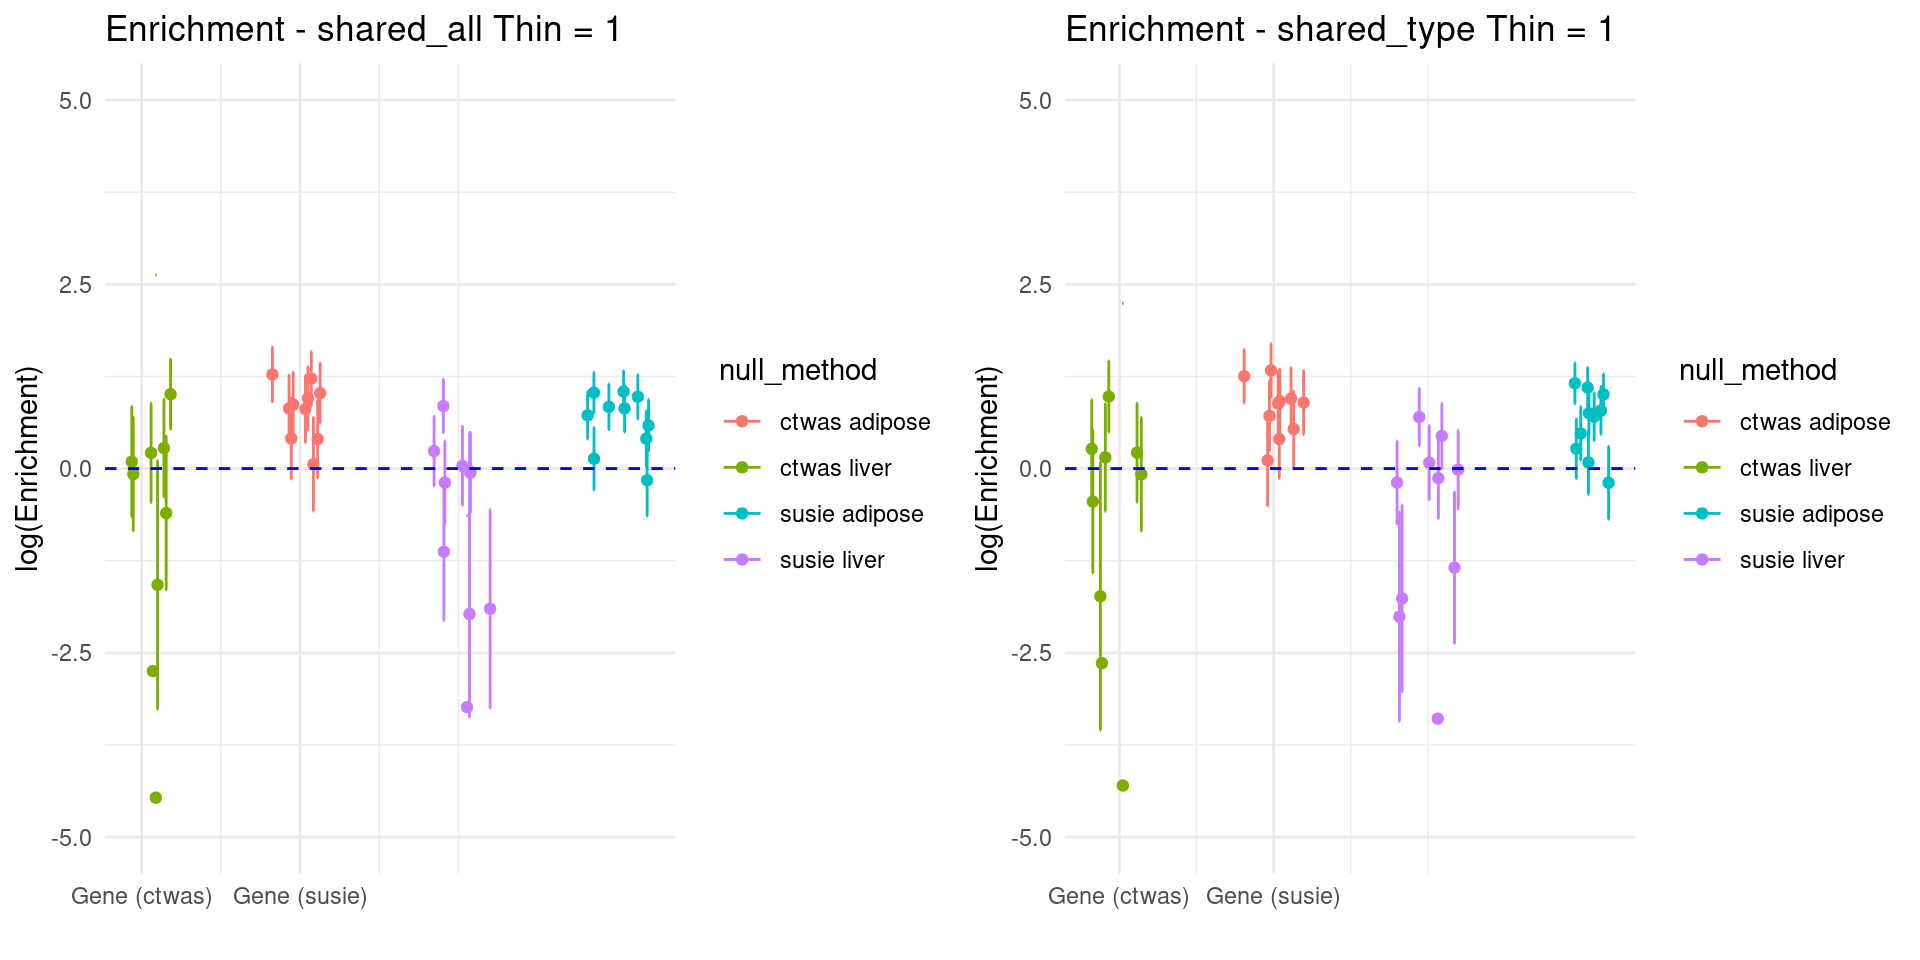 Enrichment - shared_all Thin = 1
log(Enrichment)
5.0
2.5
0.0
-2.5
-5.0
Gene (ctwas)
Gene (susie)
null_method
ctwas adipose
ctwas liver
susie adipose
susie liver
Enrichment - shared_type Thin = 1
log(Enrichment)
5.0
2.5
0.0
-2.5
-5.0
Gene (ctwas)
Gene (susie)
null_method
ctwas adipose
ctwas liver
susie adipose
susie liver